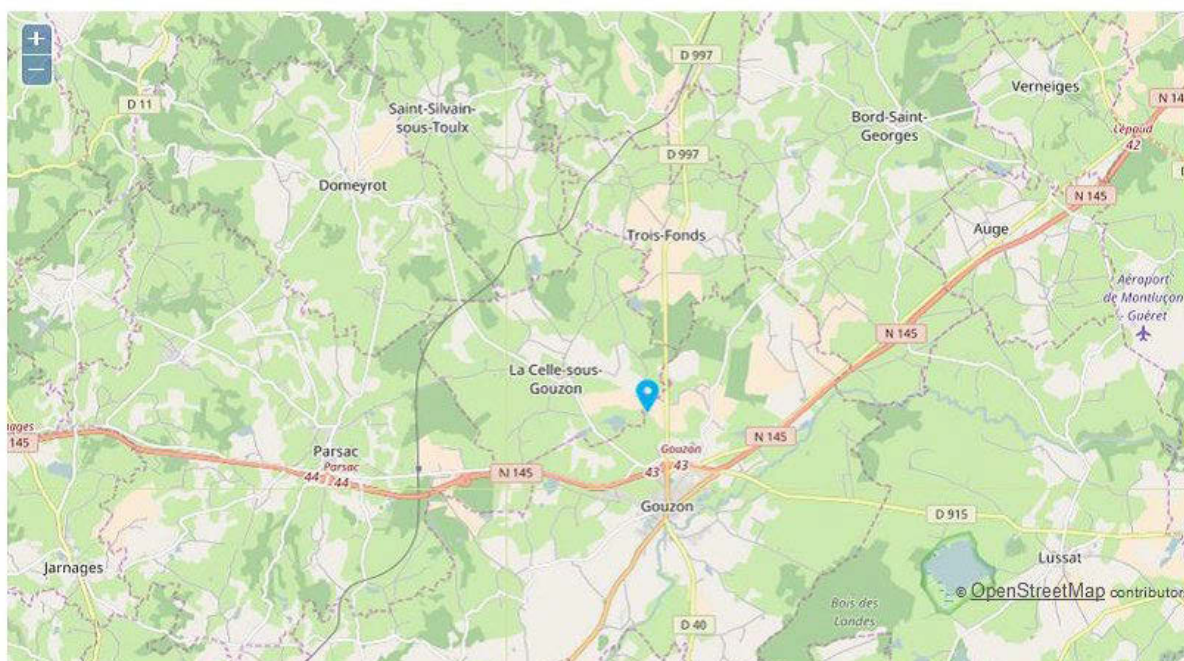 +
−
D 997
Verneiges
D 11
Saint-Silvain-
sous-Toulx
Bord-Saint-
Georges
N 14
Lépaud
42
D 997
Domeyrot
N 145
Trois-Fonds
Auge
Aéroport
de Montluçon
- Guéret
N 145
La Celle-sous-
Gouzon
nages
145
N 145
Gouzon
43
43
Parsac
Parsac
44
44
N 145
Gouzon
D 915
Lussat
Jarnages
© OpenStreetMap contributor
Bois des
Landes
D 40